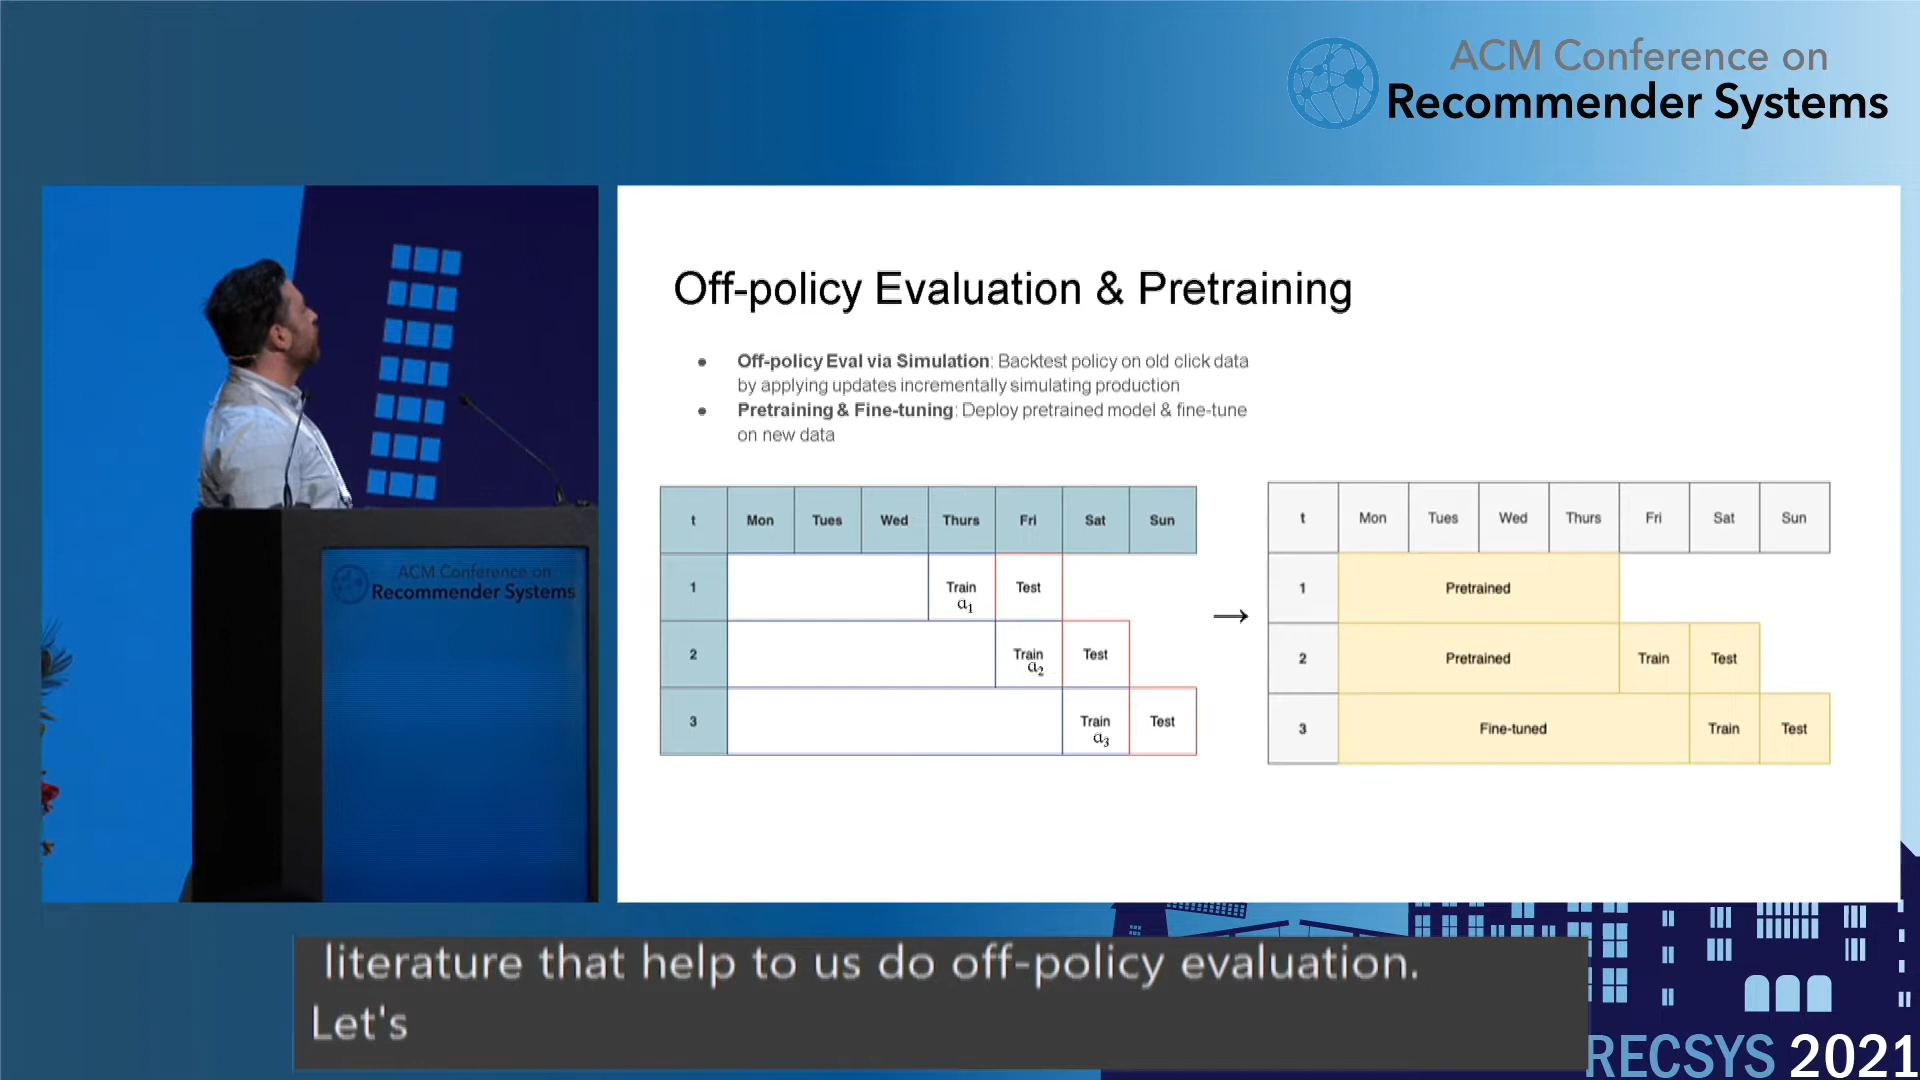 ACM Conference on
Recommender Systems
ACM Conference on
Recommender Systems
Off-policy Evaluation & Pretraining
● Off-policy Eval via Simulation: Backtest policy on old click data
by applying updates incrementally simulating production
● Pretraining & Fine-tuning: Deploy pretrained model & fine-tune
on new data
t Mon Tues Wed Thurs Fri Sat Sun
1 Train a₁ Test
2 Train a₂ Test
3 Train a₃ Test
→
t Mon Tues Wed Thurs Fri Sat Sun
1 Pretrained
2 Pretrained Train Test
3 Fine-tuned Train Test
literature that help to us do off-policy evaluation.
Let's
RECSYS 2021